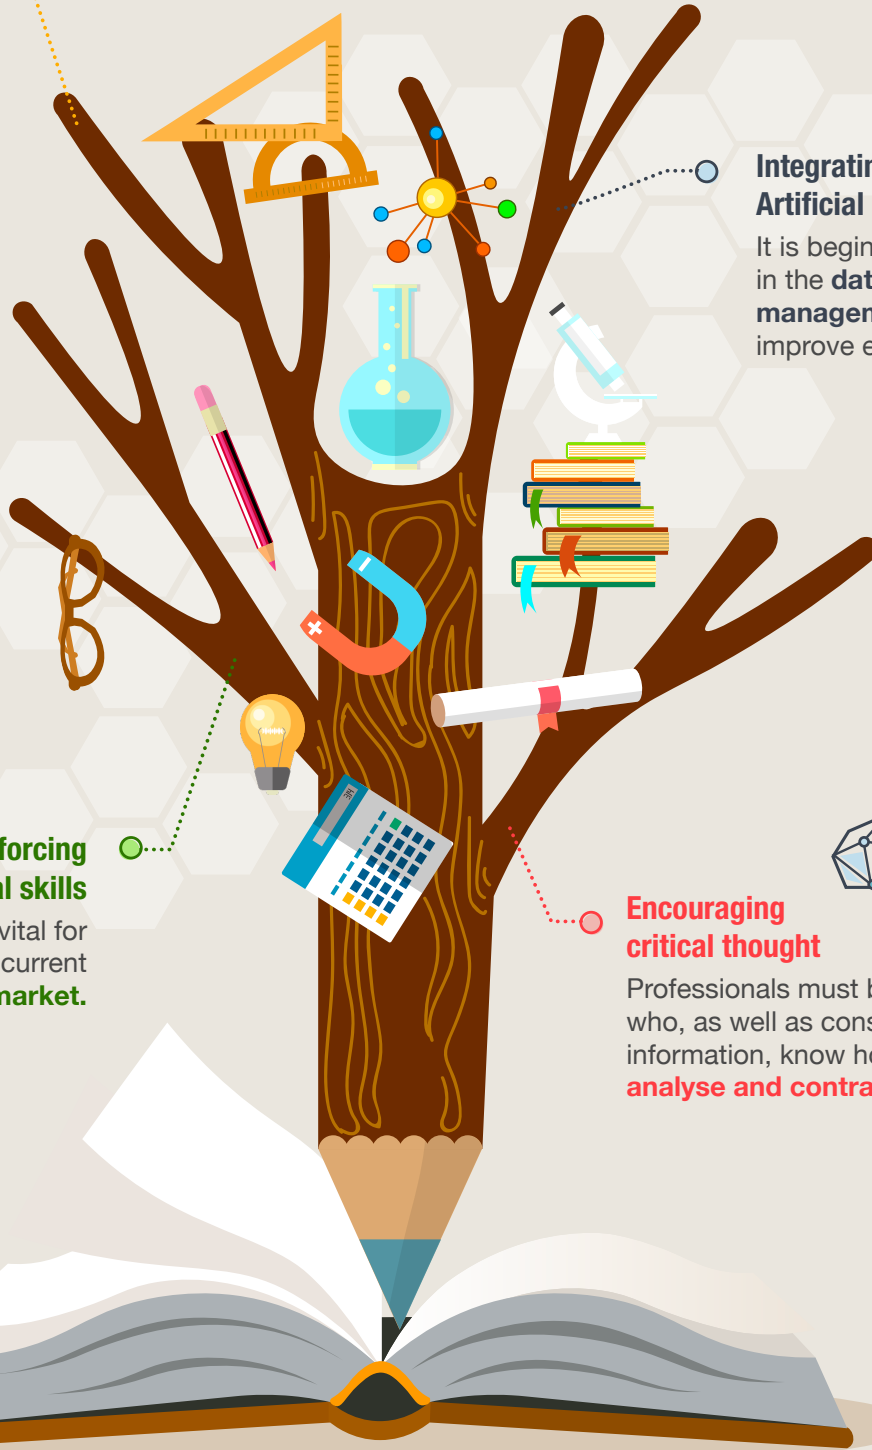 Integratin
Artificial
It is begin
in the dat
managem
improve e
forcing
al skills
vital for
current
market.
Encouraging
critical thought
Professionals must b
who, as well as cons
information, know ho
analyse and contra